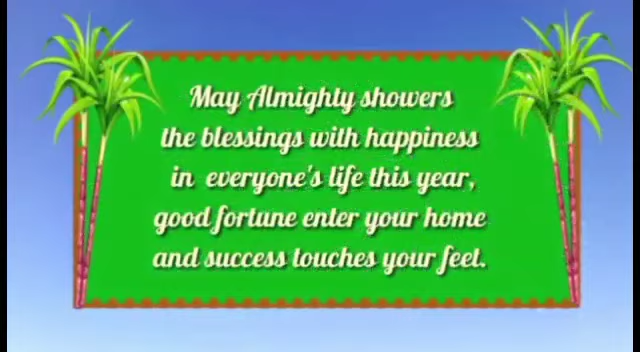 May Almighty showers
the blessings with happiness
in everyone's life this year,
good fortune enter your home
and success touches your feet.